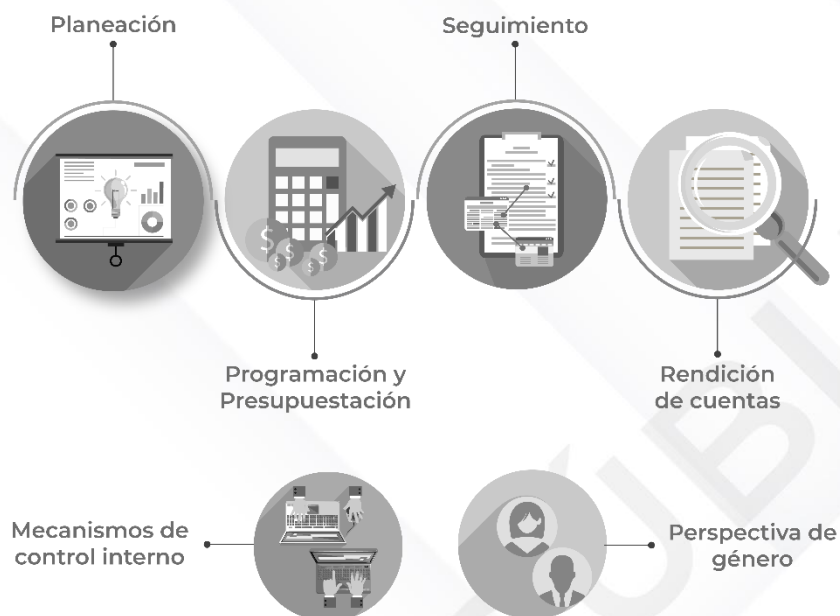 Planeación
Seguimiento
Programación y
Presupuestación
Rendición
de cuentas
Mecanismos de
control interno
Perspectiva de
género